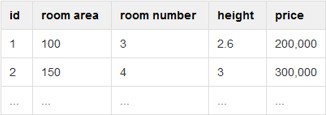 id room area room number height price
1 100 3 2.6 200,000
2 150 4 3 300,000
... ... ... ... ...